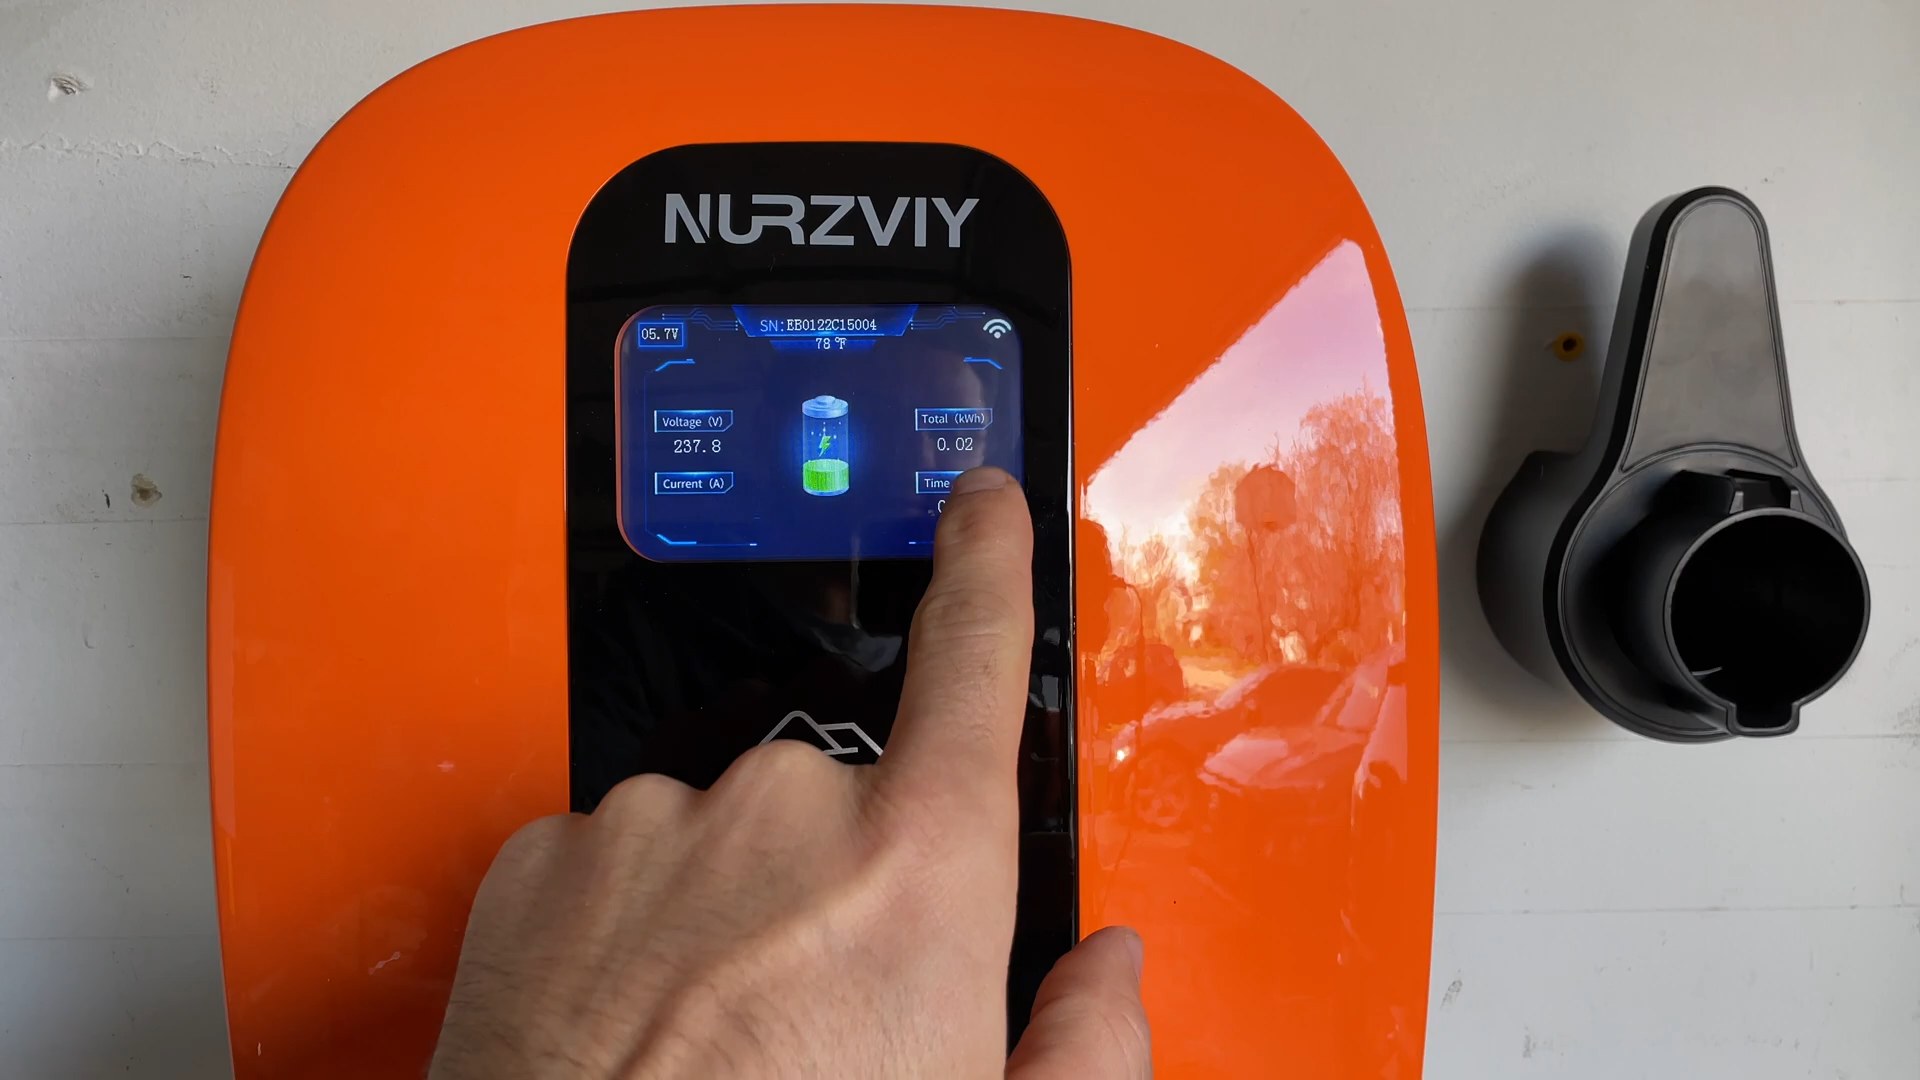 NURZVIY
05.7V
SN:EB0122C15004
78℉
Voltage (V)
237.8
Current (A)
Total (kWh)
0.02
Time